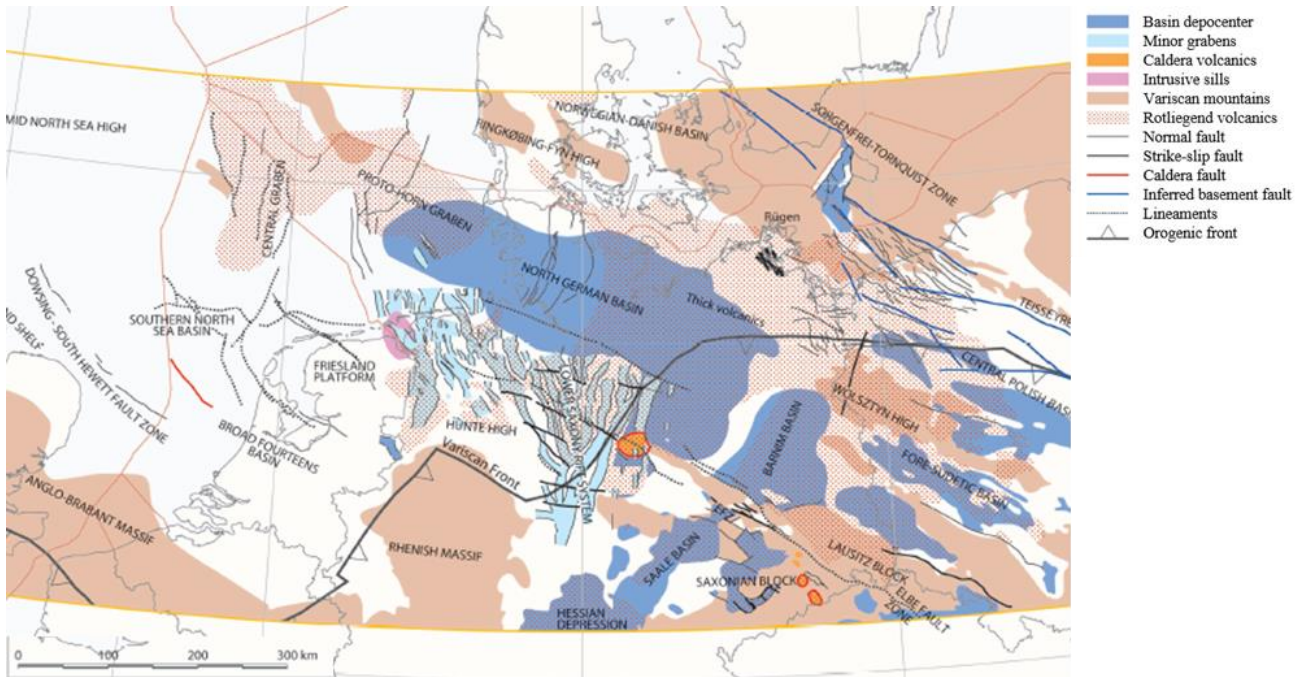 MID NORTH SEA HIGH
CENTRAL GRABEN
PROTO-HORN GRABEN
RINGKØBING-FYN HIGH
NORWEGIAN-DANISH BASIN
SORGENFREI-TORNQUIST ZONE
Rügen
NORTH GERMAN BASIN
Thick volcanics
TEISSEYRE
DOWSING - SOUTH HEWETT FAULT ZONE
ND SHELF
SOUTHERN NORTH
SEA BASIN
FRIESLAND
PLATFORM
BROAD FOURTEENS
BASIN
HUNTE HIGH
LOWER SAXONY RIFT SYSTEM
Variscan Front
BARNIM BASIN
WOLSZTYN HIGH
CENTRAL POLISH BASIN
FORE-SUDETIC BASIN
ANGLO-BRABANT MASSIF
RHENISH MASSIF
EFZ
SAALE BASIN
SAXONIAN BLOCK
LAUSITZ BLOCK
ELBE FAULT
ZONE
HESSIAN
DEPRESSION
0 100 200 300 km
Basin depocenter
Minor grabens
Caldera volcanics
Intrusive sills
Variscan mountains
Rotliegend volcanics
Normal fault
Strike-slip fault
Caldera fault
Inferred basement fault
Lineaments
Orogenic front